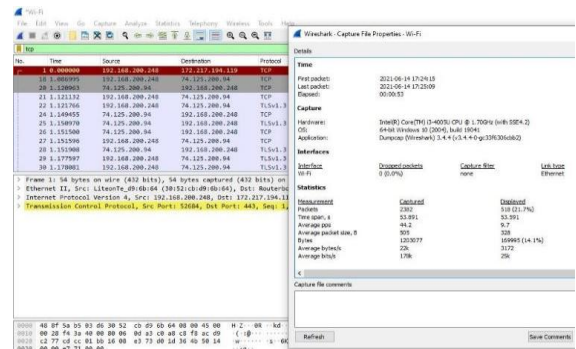 *Wi-Fi
File Edit View Go Capture Analyze Statistics Telephony Wireless Tools Help
tcp
No. Time Source Destination Protocol
1 0.000000 192.168.200.248 172.217.194.119 TCP
18 1.086995 192.168.200.248 74.125.200.94 TCP
20 1.120963 74.125.200.94 192.168.200.248 TCP
21 1.121132 192.168.200.248 74.125.200.94 TCP
22 1.121766 192.168.200.248 74.125.200.94 TLSv1.3
24 1.149455 74.125.200.94 192.168.200.248 TCP
25 1.150970 74.125.200.94 192.168.200.248 TLSv1.3
26 1.151500 74.125.200.94 192.168.200.248 TCP
27 1.151596 192.168.200.248 74.125.200.94 TCP
28 1.151908 74.125.200.94 192.168.200.248 TLSv1.3
29 1.177597 192.168.200.248 74.125.200.94 TLSv1.3
30 1.178081 192.168.200.248 74.125.200.94 TLSv1.3
Frame 1: 54 bytes on wire (432 bits), 54 bytes captured (432 bits) on
Ethernet II, Src: LiteonTe_d9:6b:64 (30:52:cb:d9:6b:64), Dst: Routerbo
Internet Protocol Version 4, Src: 192.168.200.248, Dst: 172.217.194.11
Transmission Control Protocol, Src Port: 52684, Dst Port: 443, Seq: 1,
Wireshark · Capture File Properties · Wi-Fi
Details
Time
First packet: 2021-06-14 17:24:15
Last packet: 2021-06-14 17:25:09
Elapsed: 00:00:53
Capture
Hardware: Intel(R) Core(TM) i3-4005U CPU @ 1.70GHz (with SSE4.2)
OS: 64-bit Windows 10 (2004), build 19041
Application: Dumpcap (Wireshark) 3.4.4 (v3.4.4-0-gc33f6306cbb2)
Interfaces
Interface Dropped packets Capture filter Link type
Wi-Fi 0 (0.0%) none Ethernet
Statistics
Measurement Captured Displayed
Packets 2382 518 (21.7%)
Time span, s 53.891 53.591
Average pps 44.2 9.7
Average packet size, B 505 328
Bytes 1203077 169995 (14.1%)
Average bytes/s 22k 3172
Average bits/s 178k 25k
Capture file comments
Refresh Save Comments